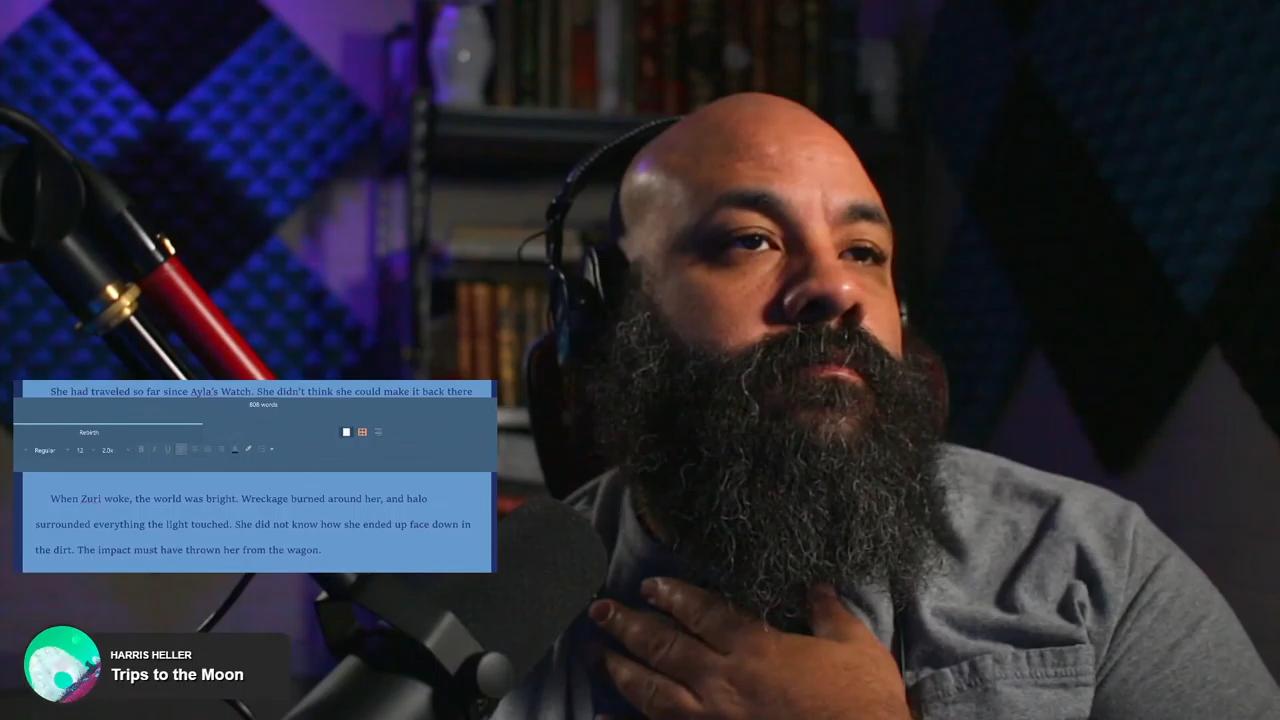 She had traveled so far since Ayla's Watch. She didn't think she could make it back there
808 words
Rebirth
Regular 12 2.0x
B I U
When Zuri woke, the world was bright. Wreckage burned around her, and halo
surrounded everything the light touched. She did not know how she ended up face down in
the dirt. The impact must have thrown her from the wagon.
HARRIS HELLER
Trips to the Moon